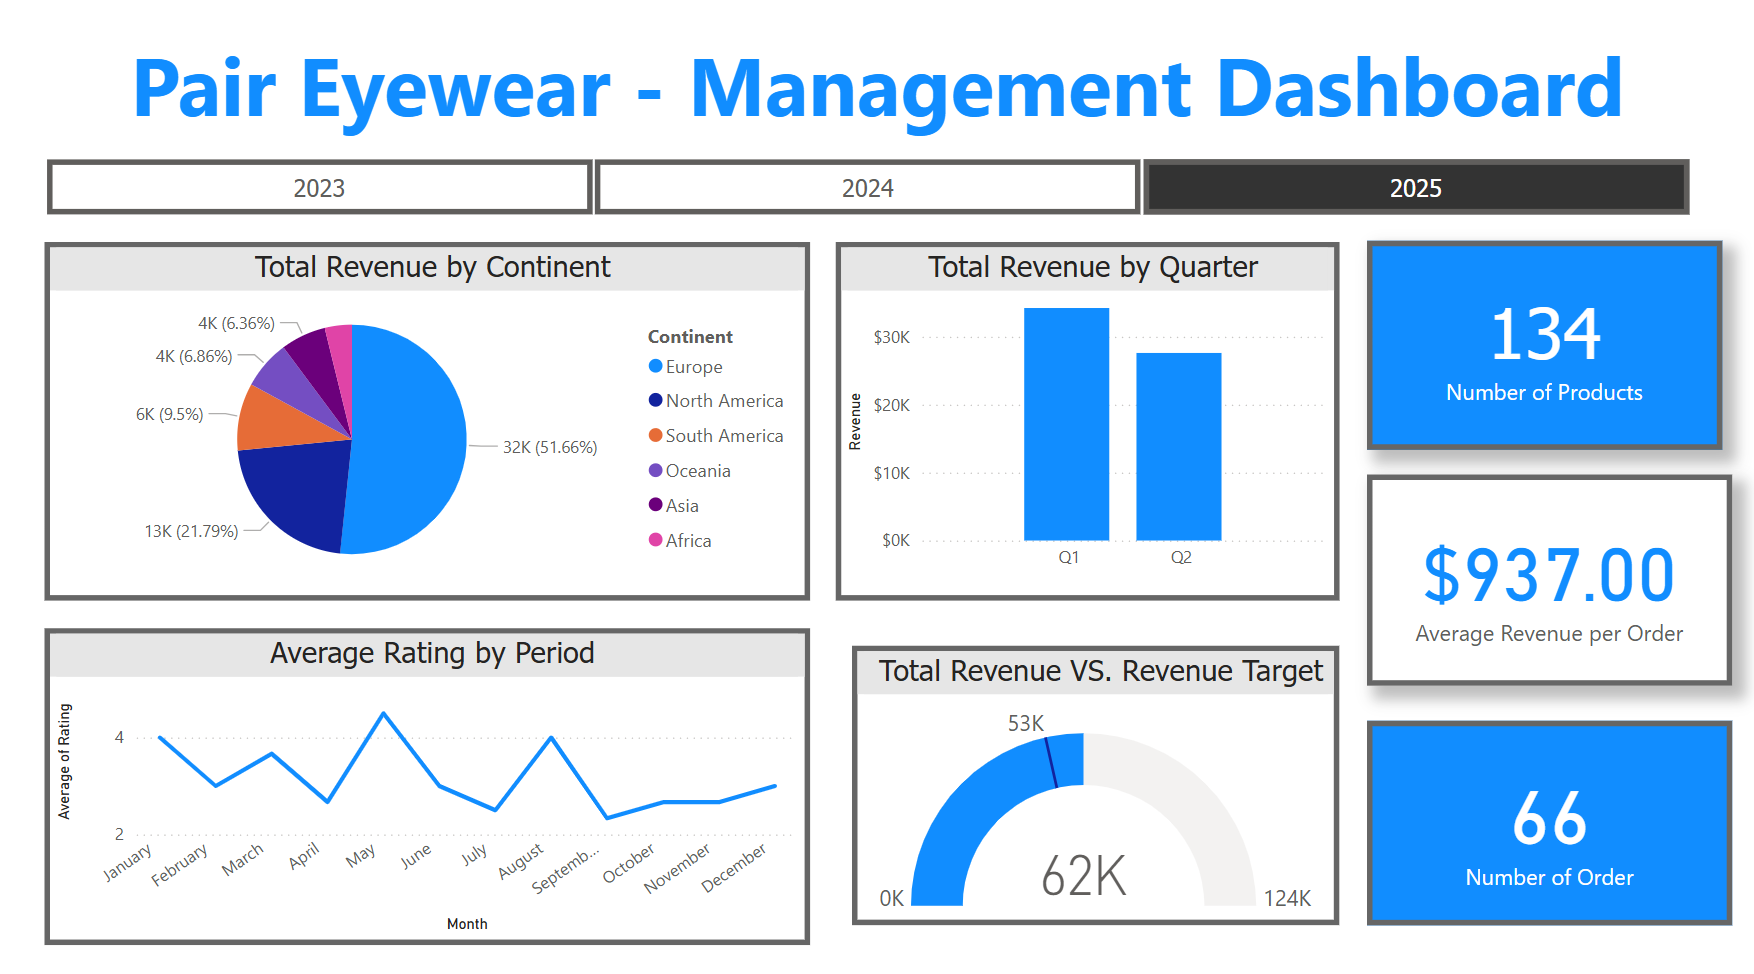 Pair Eyewear - Management Dashboard
2023
2024
2025
Total Revenue by Continent
4K (6.36%)
4K (6.86%)
6K (9.5%)
13K (21.79%)
32K (51.66%)
Continent
Europe
North America
South America
Oceania
Asia
Africa
Total Revenue by Quarter
Revenue
$30K
$20K
$10K
$0K
Q1
Q2
134
Number of Products
$937.00
Average Revenue per Order
66
Number of Order
Average Rating by Period
Average of Rating
4
2
January
February
March
April
May
June
July
August
Septemb...
October
November
December
Month
Total Revenue VS. Revenue Target
53K
0K
62K
124K